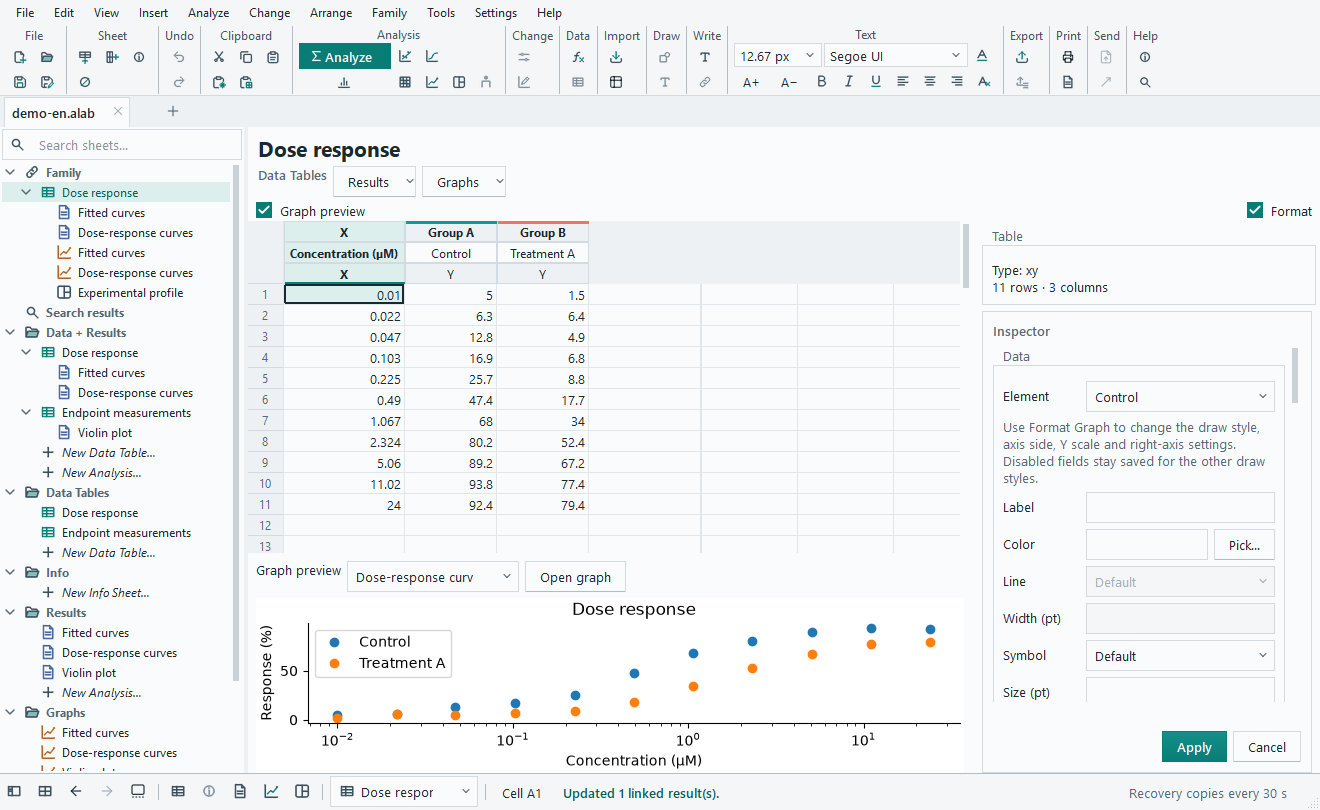 File Edit View Insert Analyze Change Arrange Family Tools Settings Help
File Sheet Undo Clipboard Analysis Change Data Import Draw Write Text Export Print Send Help
Σ Analyze
12.67 px Segoe UI
A+ A− B I U
demo-en.alab
Search sheets...
Family
Dose response
Fitted curves
Dose-response curves
Fitted curves
Dose-response curves
Experimental profile
Search results
Data + Results
Dose response
Fitted curves
Dose-response curves
Endpoint measurements
Violin plot
New Data Table...
New Analysis...
Data Tables
Dose response
Endpoint measurements
New Data Table...
Info
New Info Sheet...
Results
Fitted curves
Dose-response curves
Violin plot
New Analysis...
Graphs
Fitted curves
Dose-response curves
Dose response
Data Tables Results Graphs
Graph preview
X Group A Group B
Concentration (µM) Control Treatment A
X Y Y
1 0.01 5 1.5
2 0.022 6.3 6.4
3 0.047 12.8 4.9
4 0.103 16.9 6.8
5 0.225 25.7 8.8
6 0.49 47.4 17.7
7 1.067 68 34
8 2.324 80.2 52.4
9 5.06 89.2 67.2
10 11.02 93.8 77.4
11 24 92.4 79.4
12
13
Graph preview Dose-response curv Open graph
Dose response
Control
Treatment A
Response (%)
50
0
10⁻² 10⁻¹ 10⁰ 10¹
Concentration (µM)
Format
Table
Type: xy
11 rows · 3 columns
Inspector
Data
Element Control
Use Format Graph to change the draw style,
axis side, Y scale and right-axis settings.
Disabled fields stay saved for the other draw
styles.
Label
Color Pick...
Line Default
Width (pt)
Symbol Default
Size (pt)
Apply Cancel
Dose respor Cell A1 Updated 1 linked result(s). Recovery copies every 30 s